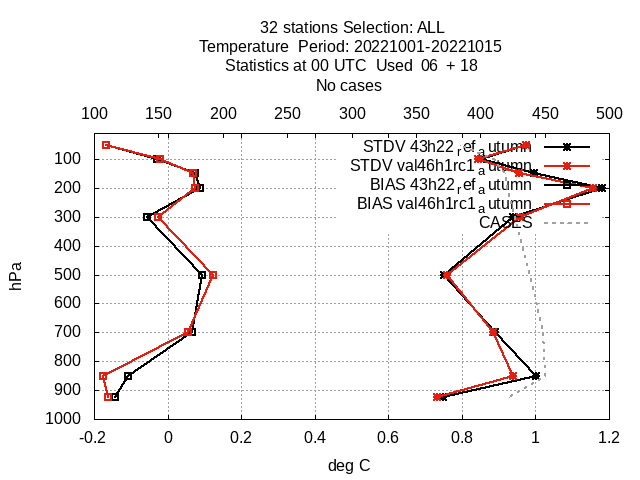 32 stations Selection: ALL
Temperature  Period: 20221001-20221015
Statistics at 00 UTC  Used  06  + 18
No cases
100 150 200 250 300 350 400 450 500
STDV 43h22_ref_autumn
STDV val46h1rc1_autumn
BIAS 43h22_ref_autumn
BIAS val46h1rc1_autumn
CASES
hPa
100
200
300
400
500
600
700
800
900
1000
-0.2 0 0.2 0.4 0.6 0.8 1 1.2
deg C